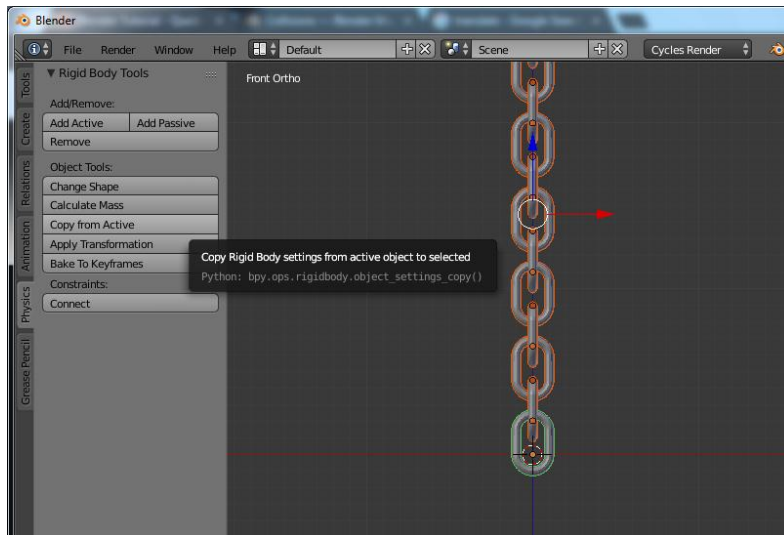 Blender
File Render Window Help Default Scene Cycles Render
Rigid Body Tools
Front Ortho
Add/Remove:
Add Active Add Passive
Remove
Object Tools:
Change Shape
Calculate Mass
Copy from Active
Apply Transformation
Bake To Keyframes
Constraints:
Connect
Copy Rigid Body settings from active object to selected
Python: bpy.ops.rigidbody.object_settings_copy()
Tools
Create
Relations
Animation
Physics
Grease Pencil